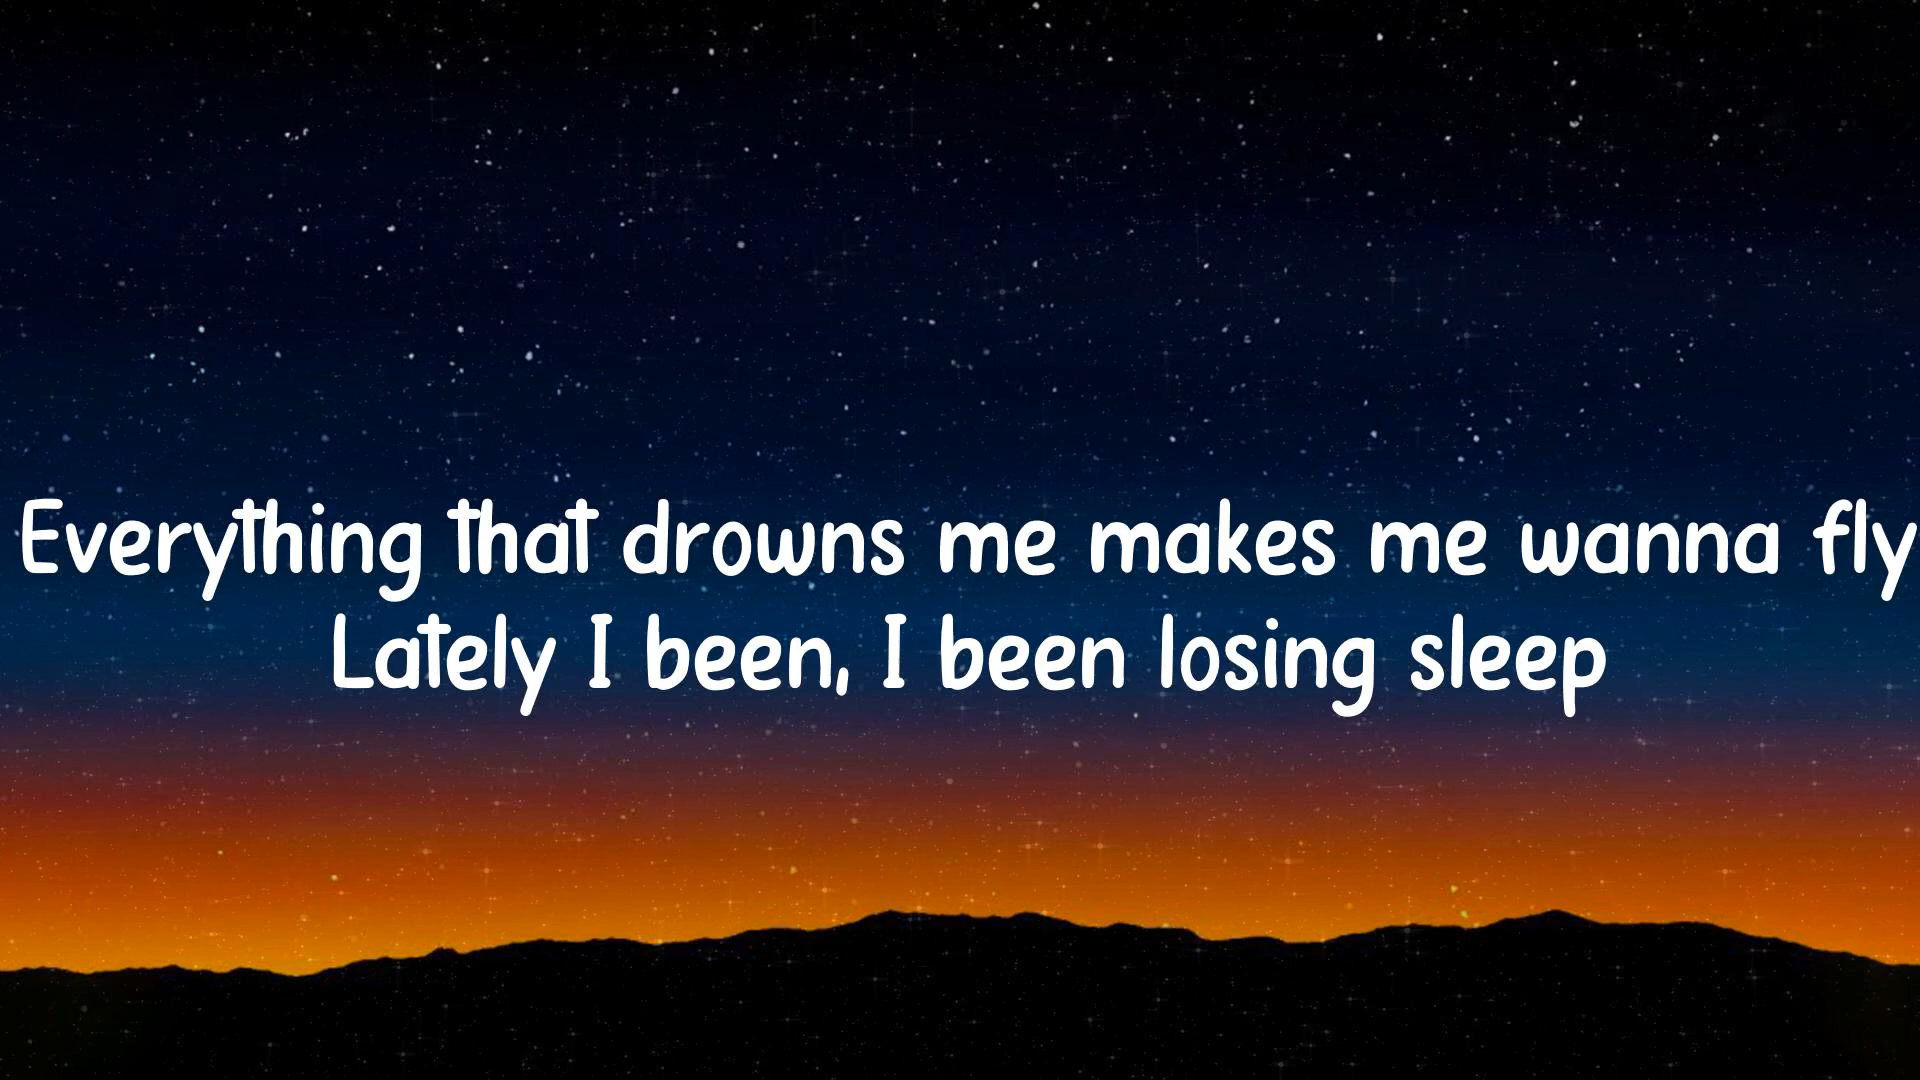 Everything that drowns me makes me wanna fly
Lately I been, I been losing sleep